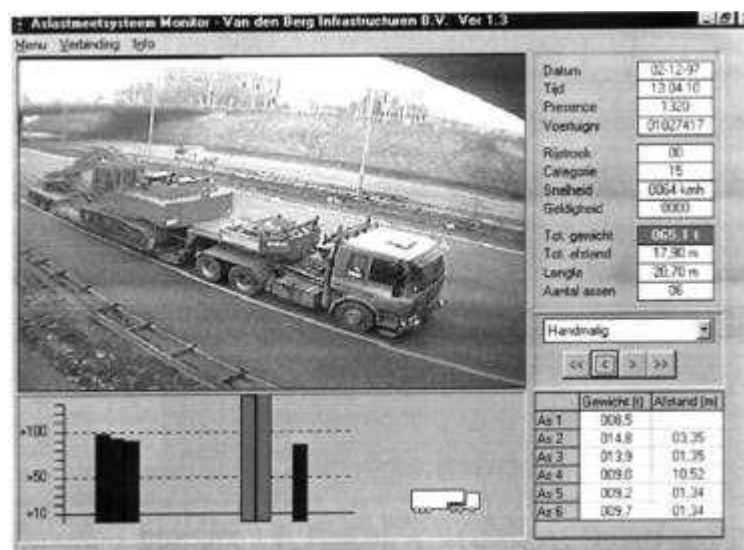 Aslastmeetsysteem Monitor - Van den Berg Infrastructuren B.V. Ver 1.3
Menu Verbinding Info
Datum 02-12-97
Tijd 13:04:10
Presence 1320
Voertuignr 01027417
Rijstrook 00
Categorie 15
Snelheid 0064 kmh
Geldigheid 0000
Tot. gewicht 065.1 t
Tot. afstand 17,90 m
Lengte 20,70 m
Aantal assen 06
Handmatig
<< < > >>
Gewicht (t) Afstand (m)
As 1 008,5
As 2 014,8 03,35
As 3 013,9 01,35
As 4 009,0 10,52
As 5 009,2 01,34
As 6 009,7 01,34
+100
+50
+10